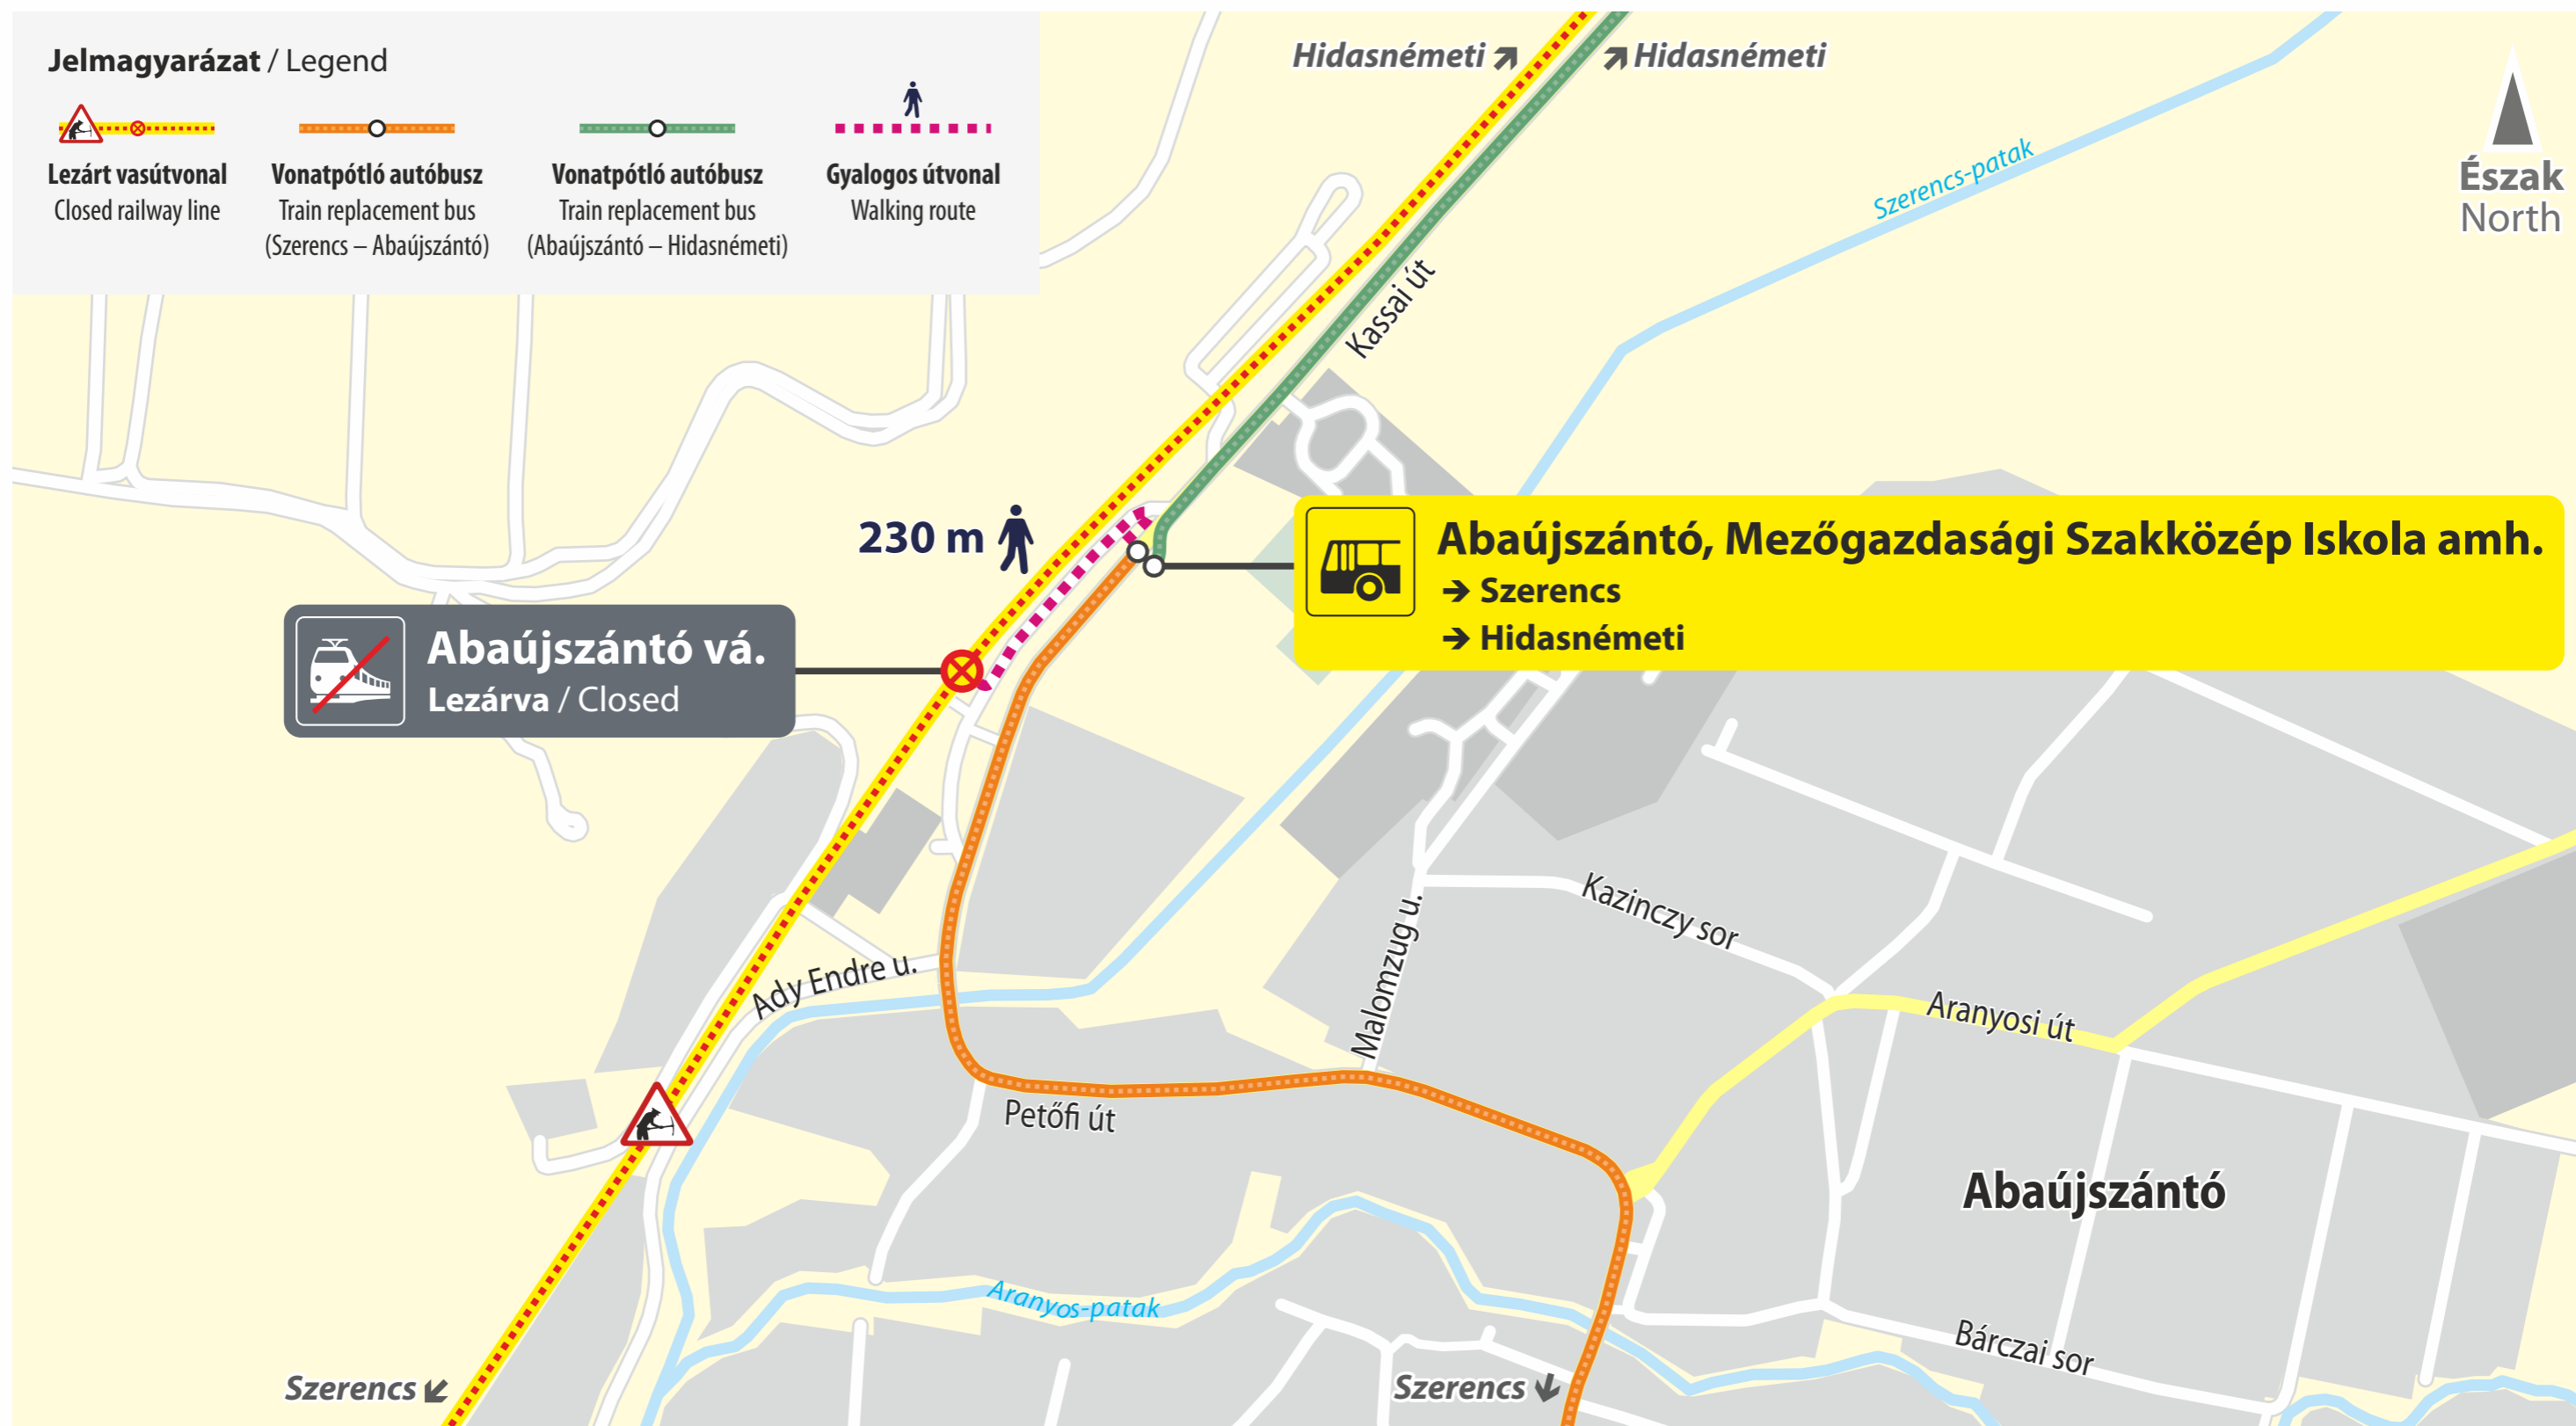 Jelmagyarázat / Legend
Lezárt vasútvonal
Closed railway line
Vonatpótló autóbusz
Train replacement bus
(Szerencs – Abaújszántó)
Vonatpótló autóbusz
Train replacement bus
(Abaújszántó – Hidasnémeti)
Gyalogos útvonal
Walking route
Hidasnémeti
Hidasnémeti
Észak
North
Szerencs-patak
Kassai út
230 m
Abaújszántó, Mezőgazdasági Szakközép Iskola amh.
→ Szerencs
→ Hidasnémeti
Abaújszántó vá.
Lezárva / Closed
Kazinczy sor
Malomzug u.
Ady Endre u.
Aranyosi út
Petőfi út
Abaújszántó
Aranyos-patak
Bárczai sor
Szerencs
Szerencs